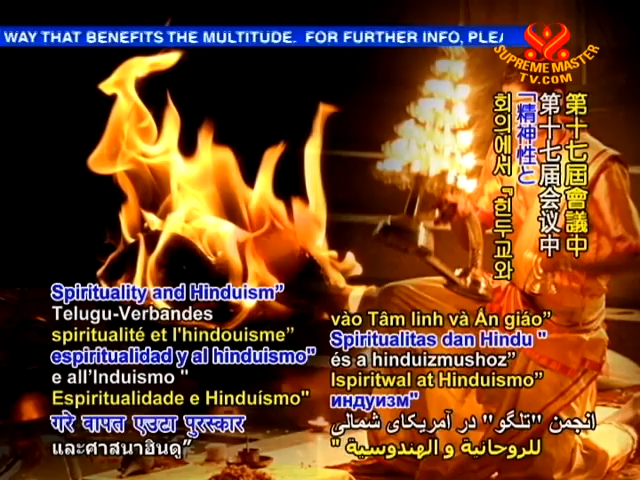 WAY THAT BENEFITS THE MULTITUDE. FOR FURTHER INFO, PLEA
SUPREME MASTER
TV.COM
第十七屆會議中
第十七届会议中
「精神性と
회의에서 『힌두교와
Spirituality and Hinduism”
Telugu-Verbandes
spiritualité et l'hindouisme”
espiritualidad y al hinduismo"
e all’Induismo "
Espiritualidade e Hinduísmo"
गरे वापत एउटा पुरस्कार
และศาสนาฮินดู”
vào Tâm linh và Ấn giáo”
Spiritualitas dan Hindu "
és a hinduizmushoz”
Ispiritwal at Hinduismo”
индуизм"
انجمن "تلگو" در آمریکای شمالی
للروحانية و الهندوسية "